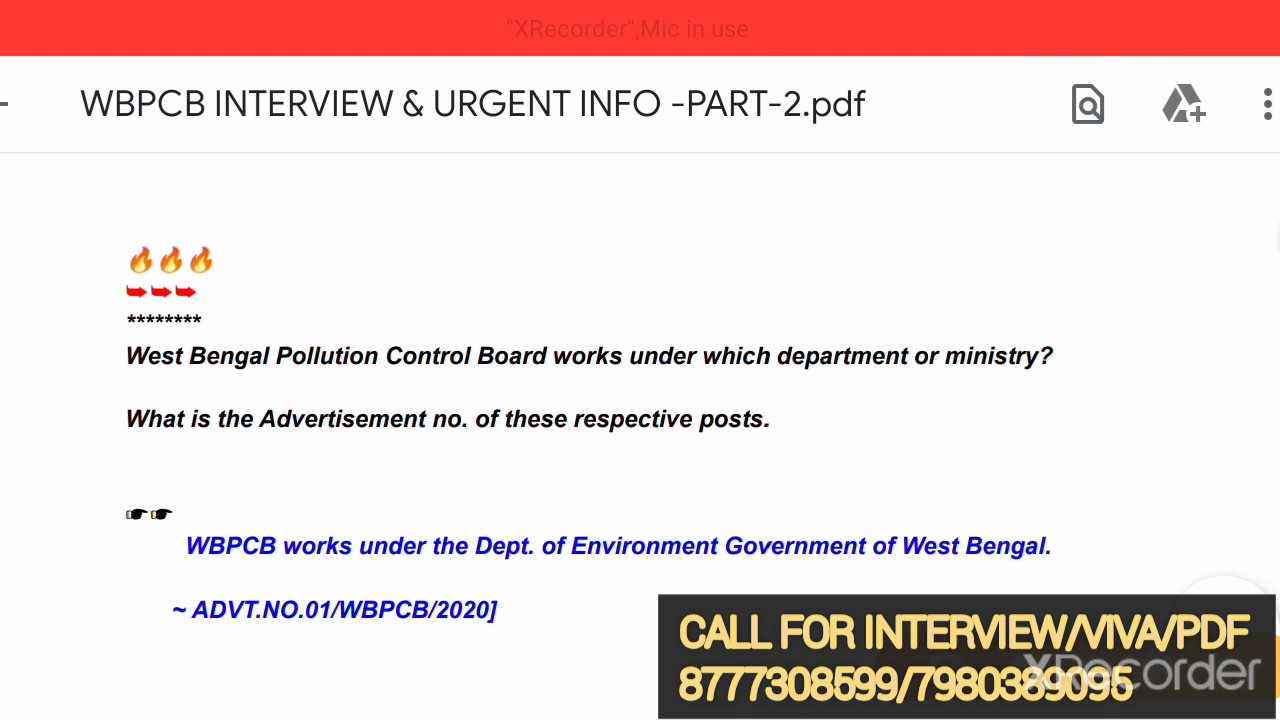 "XRecorder",Mic in use
WBPCB INTERVIEW & URGENT INFO -PART-2.pdf
🔥🔥🔥
➥➥➥
********
West Bengal Pollution Control Board works under which department or ministry?
What is the Advertisement no. of these respective posts.
☛☛
WBPCB works under the Dept. of Environment Government of West Bengal.
~ ADVT.NO.01/WBPCB/2020]
CALL FOR INTERVIEW/VIVA/PDF
8777308599/7980389095
XRecorder